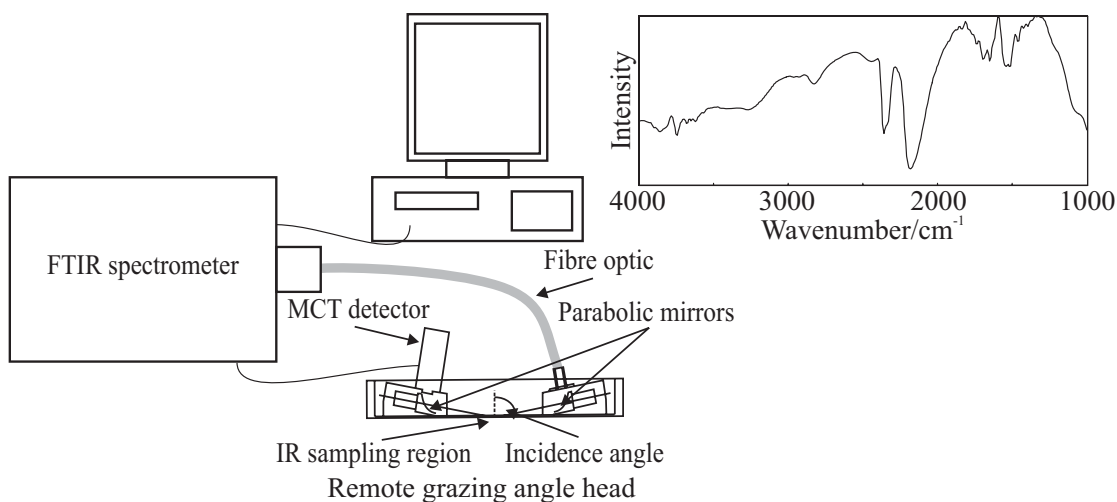 Intensity
4000
3000
2000
1000
Wavenumber/cm⁻¹
FTIR spectrometer
Fibre optic
MCT detector
Parabolic mirrors
IR sampling region
Incidence angle
Remote grazing angle head